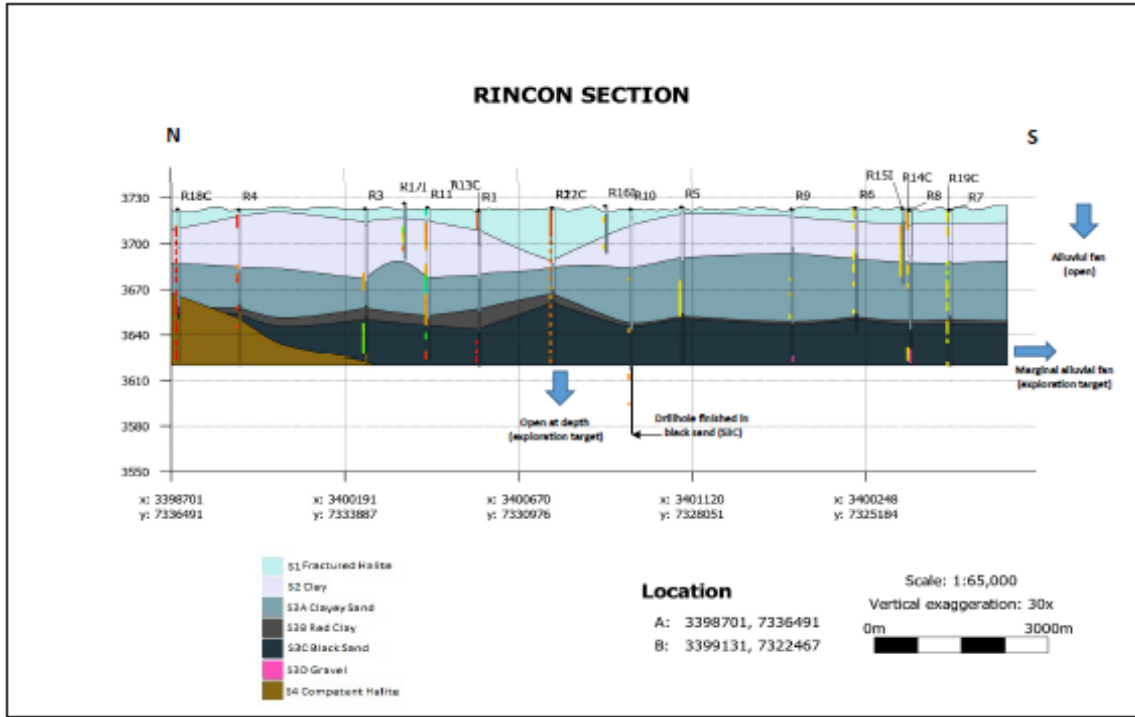 RINCON SECTION
N
S
R18C
R4
R3
R17I
R11
R13C
R1
R16I
R10
R5
R9
R15I
R6
R14C
R8
R19C
R7
3730
3700
3670
3640
3610
3580
3550
Alluvial fan
(open)
Marginal alluvial fan
(exploration target)
Open at depth
(exploration target)
Drillhole finished in
black sand (S3C)
x: 3398701
y: 7336491
x: 3400191
y: 7333887
x: 3400670
y: 7330976
x: 3401120
y: 7328051
x: 3400248
y: 7325184
S1 Fractured Halite
S2 Clay
S3A Clayey Sand
S3B Red Clay
S3C Black Sand
S3D Gravel
S4 Competent Halite
Location
A: 3398701, 7336491
B: 3399131, 7322467
Scale: 1:65,000
Vertical exaggeration: 30x
0m 3000m